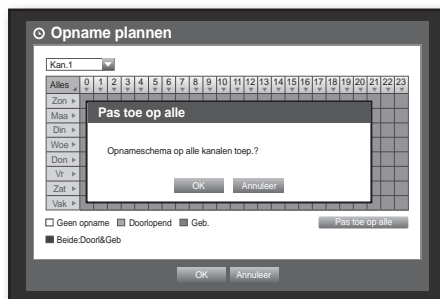 Opname plannen
Kan.1
Alles 0 1 2 3 4 5 6 7 8 9 10 11 12 13 14 15 16 17 18 19 20 21 22 23
Zon
Maa
Din
Woe
Don
Vr
Zat
Vak
Pas toe op alle
Opnameschema op alle kanalen toep.?
OK Annuleer
Geen opname Doorlopend Geb. Pas toe op alle
Beide:Doorl&Geb
OK Annuleer